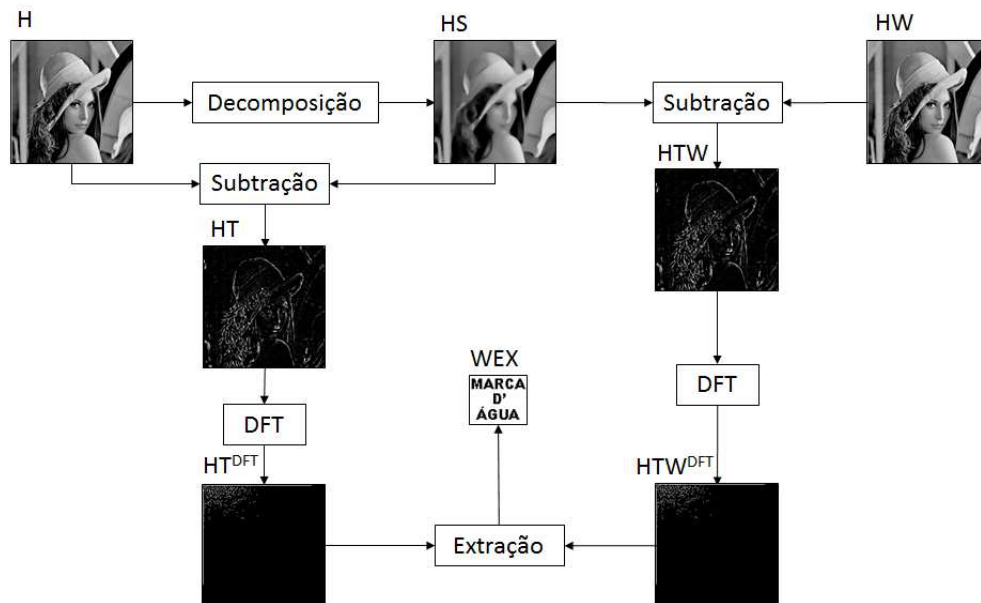 H
HS
HW
Decomposição
Subtração
Subtração
HTW
HT
WEX
MARCA
D'
ÁGUA
DFT
DFT
HT^DFT
HTW^DFT
Extração